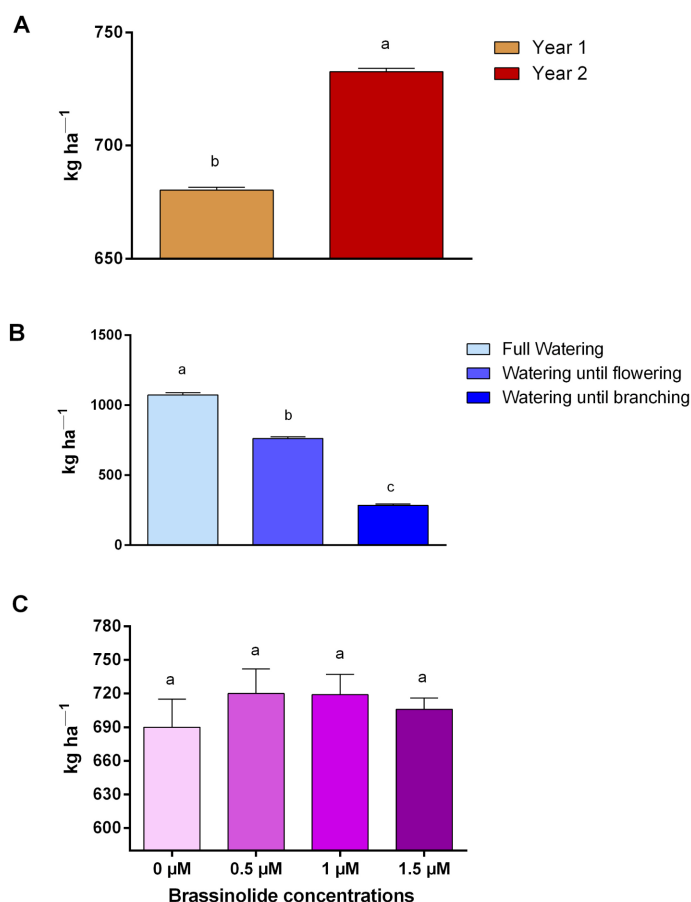 A
750
700
650
kg ha—1
b
a
Year 1
Year 2
B
1500
1000
500
0
kg ha—1
a
b
c
Full Watering
Watering until flowering
Watering until branching
C
780
750
720
690
660
630
600
kg ha—1
a
a
a
a
0 µM
0.5 µM
1 µM
1.5 µM
Brassinolide concentrations